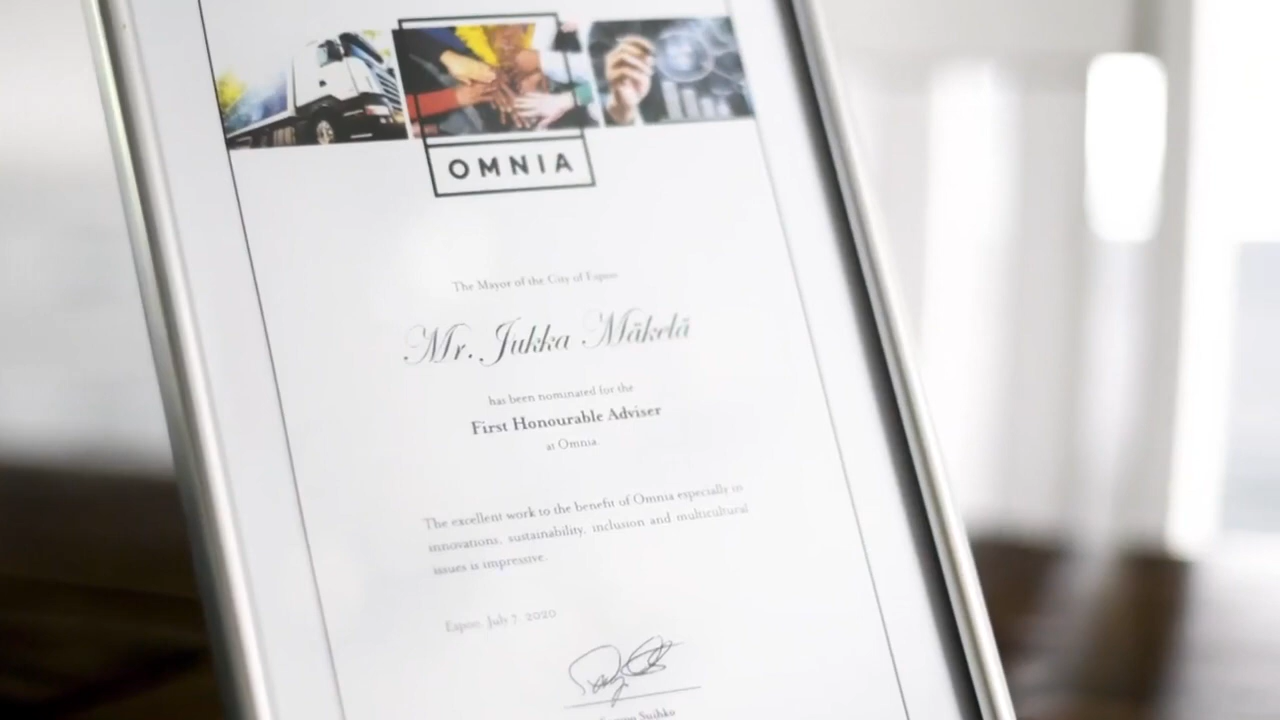 OMNIA
The Mayor of the City of Espoo
Mr. Jukka Mäkelä
has been nominated for the
First Honourable Adviser
at Omnia.
The excellent work to the benefit of Omnia especially in
innovations, sustainability, inclusion and multicultural
issues is impressive.
Espoo, July 7, 2020
Suihko